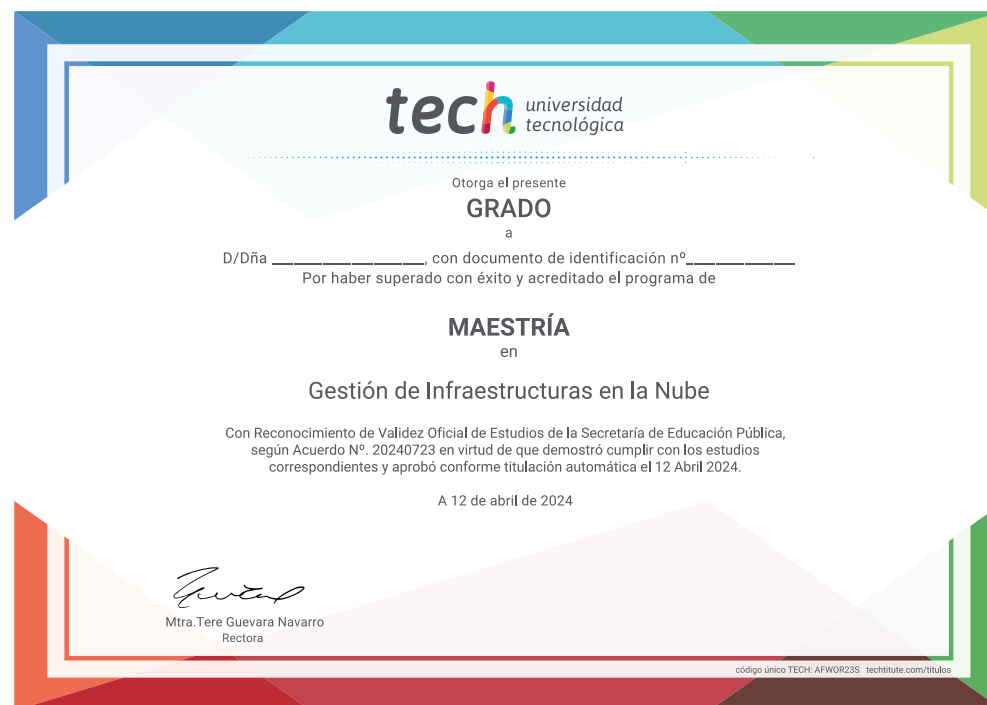 tech universidad
tecnológica
Otorga el presente
GRADO
a
D/Dña ________________, con documento de identificación nº____________
Por haber superado con éxito y acreditado el programa de
MAESTRÍA
en
Gestión de Infraestructuras en la Nube
Con Reconocimiento de Validez Oficial de Estudios de la Secretaría de Educación Pública,
según Acuerdo Nº. 20240723 en virtud de que demostró cumplir con los estudios
correspondientes y aprobó conforme titulación automática el 12 Abril 2024.
A 12 de abril de 2024
Mtra.Tere Guevara Navarro
Rectora
código único TECH: AFWOR23S techtitute.com/titulos